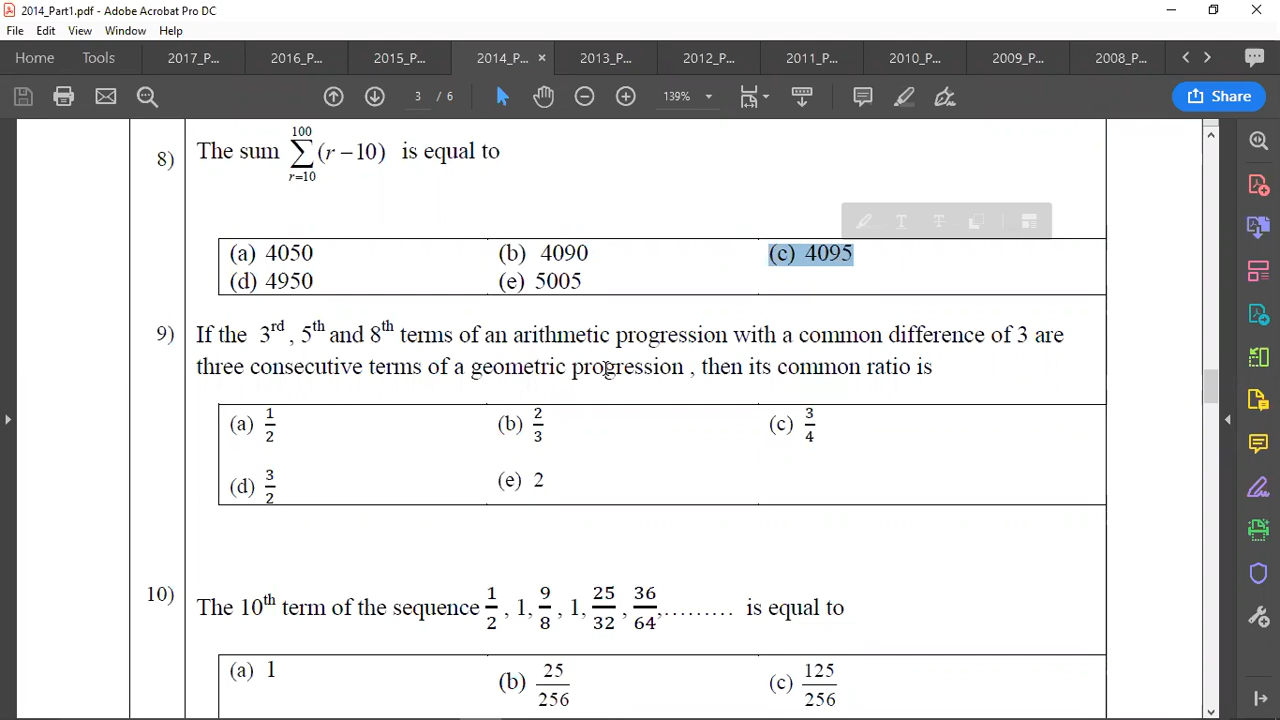 2014_Part1.pdf - Adobe Acrobat Pro DC
File Edit View Window Help
Home Tools 2017_P... 2016_P... 2015_P... 2014_P... × 2013_P... 2012_P... 2011_P... 2010_P... 2009_P... 2008_P...
3 / 6 139% Share
8) The sum \sum_{r=10}^{100} (r − 10) is equal to
(a) 4050 (b) 4090 (c) 4095
(d) 4950 (e) 5005
9) If the 3rd , 5th and 8th terms of an arithmetic progression with a common difference of 3 are
three consecutive terms of a geometric progression , then its common ratio is
(a) 1/2 (b) 2/3 (c) 3/4
(d) 3/2 (e) 2
10) The 10th term of the sequence 1/2 , 1, 9/8 , 1, 25/32 , 36/64,......... is equal to
(a) 1 (b) 25/256 (c) 125/256